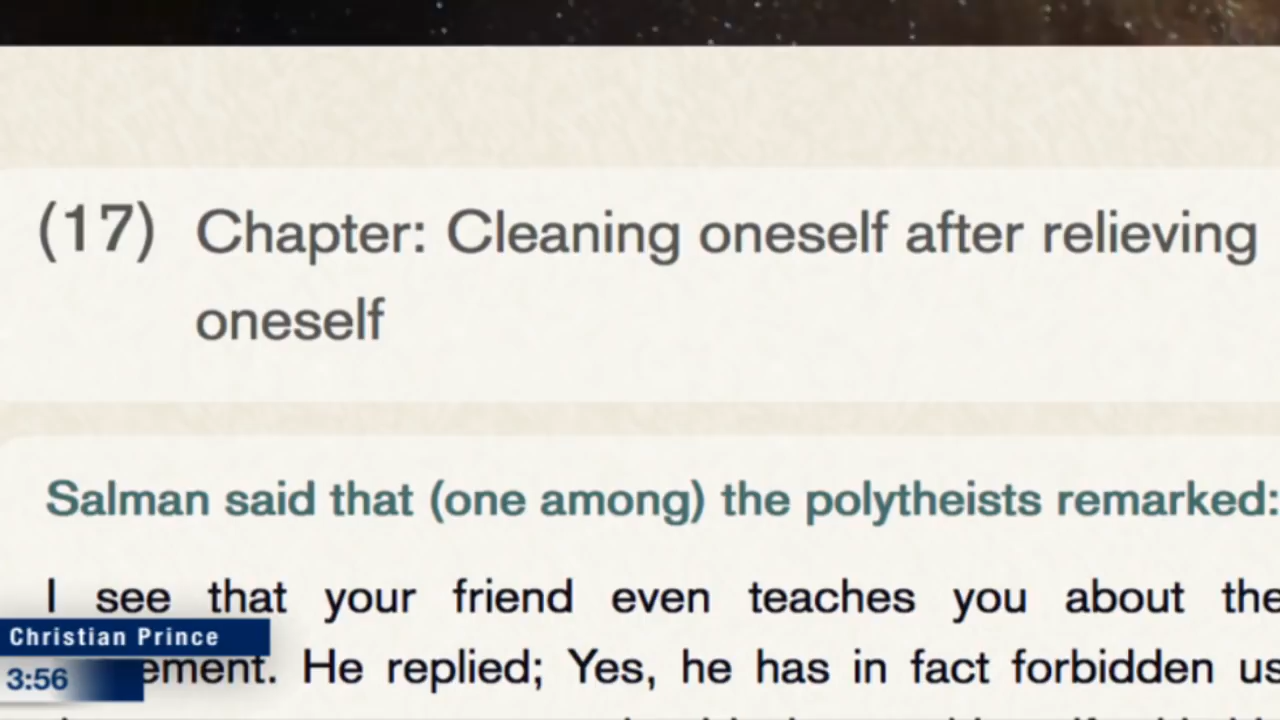 (17) Chapter: Cleaning oneself after relieving
oneself
Salman said that (one among) the polytheists remarked:
I see that your friend even teaches you about the
Christian Prince
ement. He replied; Yes, he has in fact forbidden us
3:56